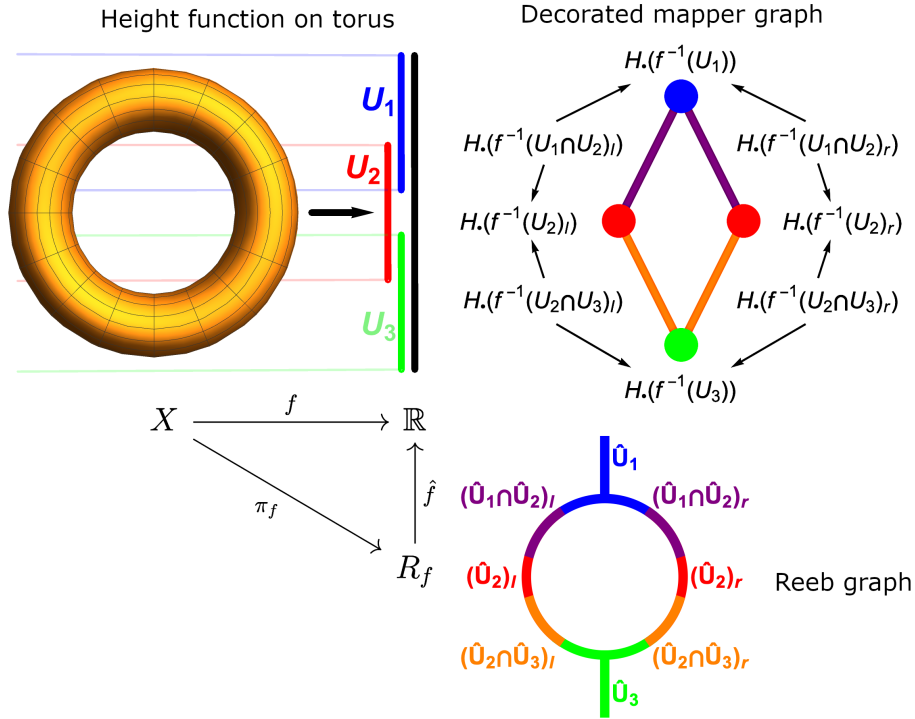 Height function on torus
Decorated mapper graph
U₁
U₂
U₃
H•(f⁻¹(U₁))
H•(f⁻¹(U₁∩U₂)ₗ)
H•(f⁻¹(U₁∩U₂)ᵣ)
H•(f⁻¹(U₂)ₗ)
H•(f⁻¹(U₂)ᵣ)
H•(f⁻¹(U₂∩U₃)ₗ)
H•(f⁻¹(U₂∩U₃)ᵣ)
H•(f⁻¹(U₃))
X
f
ℝ
f̂
π_f
R_f
Û₁
(Û₁∩Û₂)ₗ
(Û₁∩Û₂)ᵣ
(Û₂)ₗ
(Û₂)ᵣ
Reeb graph
(Û₂∩Û₃)ₗ
(Û₂∩Û₃)ᵣ
Û₃